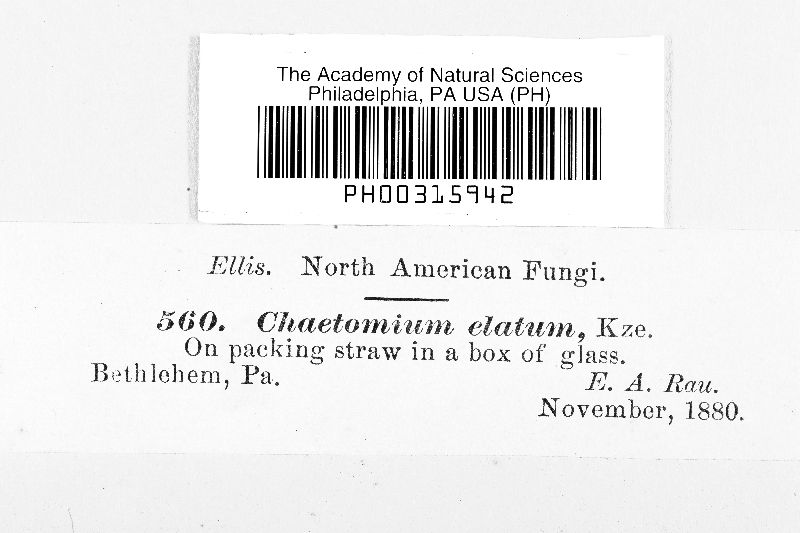 The Academy of Natural Sciences
Philadelphia, PA USA (PH)
PH00315942
Ellis. North American Fungi.
560. Chaetomium elatum, Kze.
On packing straw in a box of glass.
Bethlehem, Pa. E. A. Rau.
November, 1880.